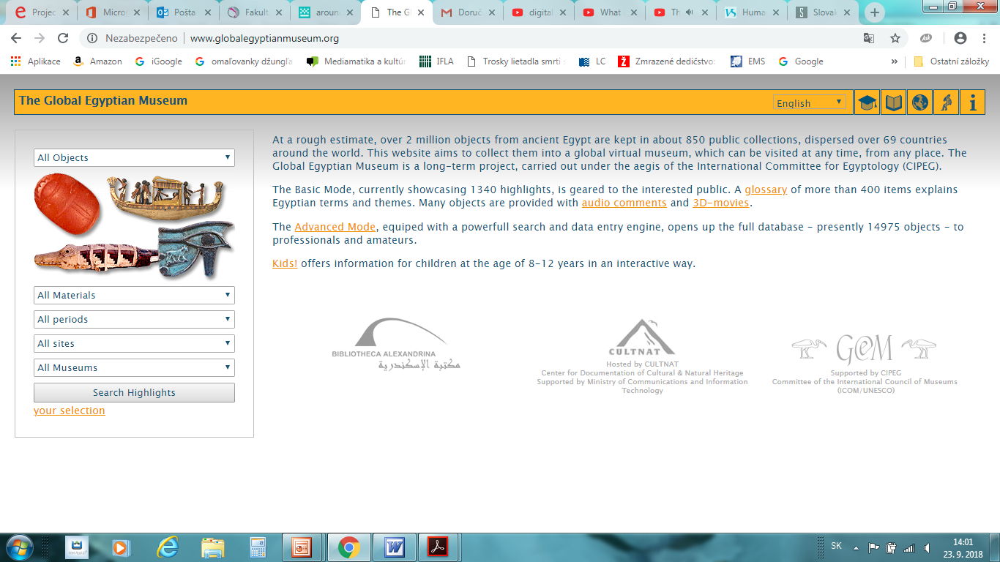 Projec
Micros
Pošta
Fakult
aroun
The Gl
Doruč
digital
What
Th
Huma
Slovak
Nezabezpečeno | www.globalegyptianmuseum.org
Aplikace
Amazon
iGoogle
omaľovanky džungľa
Mediamatika a kultúr
IFLA
Trosky lietadla smrti s
LC
Zmrazené dedičstvo:
EMS
Google
»
Ostatní záložky
The Global Egyptian Museum
English
All Objects
All Materials
All periods
All sites
All Museums
Search Highlights
your selection
At a rough estimate, over 2 million objects from ancient Egypt are kept in about 850 public collections, dispersed over 69 countries
around the world. This website aims to collect them into a global virtual museum, which can be visited at any time, from any place. The
Global Egyptian Museum is a long-term project, carried out under the aegis of the International Committee for Egyptology (CIPEG).
The Basic Mode, currently showcasing 1340 highlights, is geared to the interested public. A glossary of more than 400 items explains
Egyptian terms and themes. Many objects are provided with audio comments and 3D-movies.
The Advanced Mode, equiped with a powerfull search and data entry engine, opens up the full database - presently 14975 objects - to
professionals and amateurs.
Kids! offers information for children at the age of 8-12 years in an interactive way.
BIBLIOTHECA ALEXANDRINA
مكتبة الإسكندرية
CULTNAT
Hosted by CULTNAT
Center for Documentation of Cultural & Natural Heritage
Supported by Ministry of Communications and Information
Technology
GeM
Supported by CIPEG
Committee of the International Council of Museums
(ICOM/UNESCO)
SK
14:01
23. 9. 2018